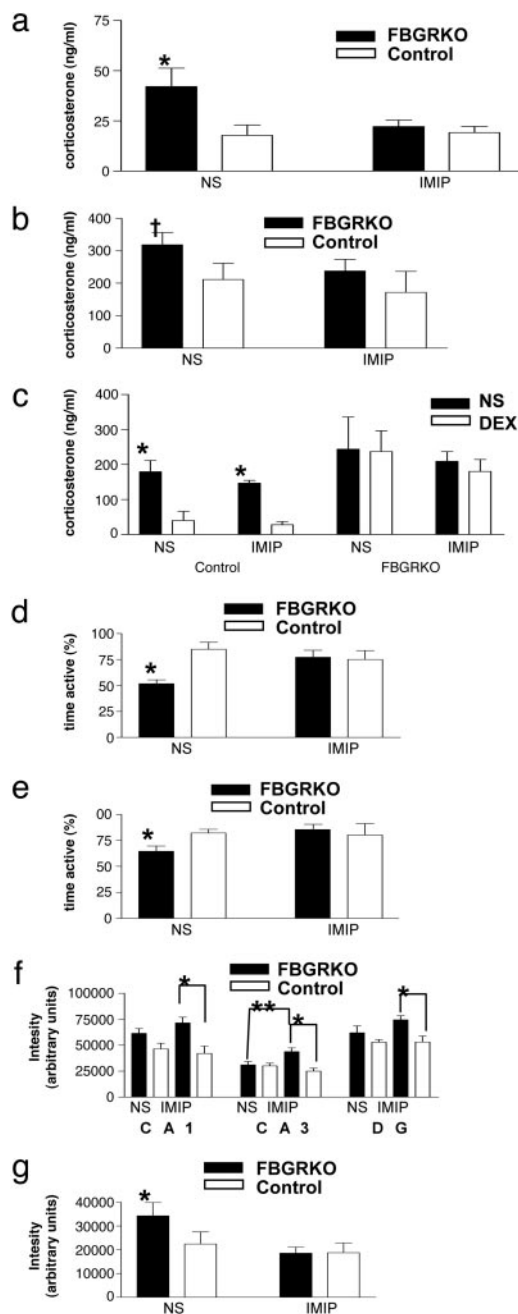 a
FBGRKO
Control
corticosterone (ng/ml)
75
50
25
0
*
NS
IMIP
b
FBGRKO
Control
corticosterone (ng/ml)
400
300
200
100
0
†
NS
IMIP
c
NS
DEX
corticosterone (ng/ml)
400
300
200
100
0
*
*
NS IMIP NS IMIP
Control FBGRKO
d
FBGRKO
Control
time active (%)
100
75
50
25
0
*
NS
IMIP
e
FBGRKO
Control
time active (%)
00
75
50
25
0
*
NS
IMIP
f
FBGRKO
Control
Intesity
(arbitrary units)
100000
75000
50000
25000
0
*
**
*
*
NS IMIP NS IMIP NS IMIP
C A 1 C A 3 D G
g
FBGRKO
Control
Intesity
(arbitrary units)
40000
30000
20000
10000
0
*
NS
IMIP